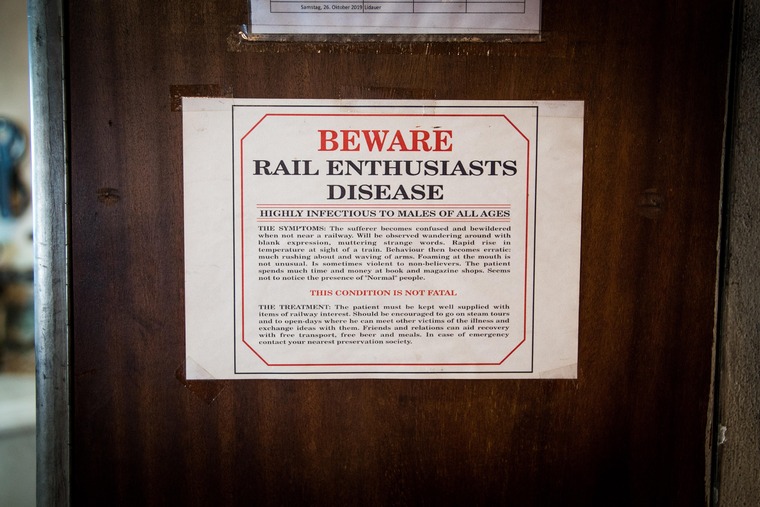 Samstag, 26. Oktober 2019 Lidauer
BEWARE
RAIL ENTHUSIASTS
DISEASE
HIGHLY INFECTIOUS TO MALES OF ALL AGES
THE SYMPTOMS: The sufferer becomes confused and bewildered
when not near a railway. Will be observed wandering around with
blank expression, muttering strange words. Rapid rise in
temperature at sight of a train. Behaviour then becomes erratic:
much rushing about and waving of arms. Foaming at the mouth is
not unusual. Is sometimes violent to non-believers. The patient
spends much time and money at book and magazine shops. Seems
not to notice the presence of "Normal" people.
THIS CONDITION IS NOT FATAL
THE TREATMENT: The patient must be kept well supplied with
items of railway interest. Should be encouraged to go on steam tours
and to open-days where he can meet other victims of the illness and
exchange ideas with them. Friends and relations can aid recovery
with free transport, free beer and meals. In case of emergency
contact your nearest preservation society.